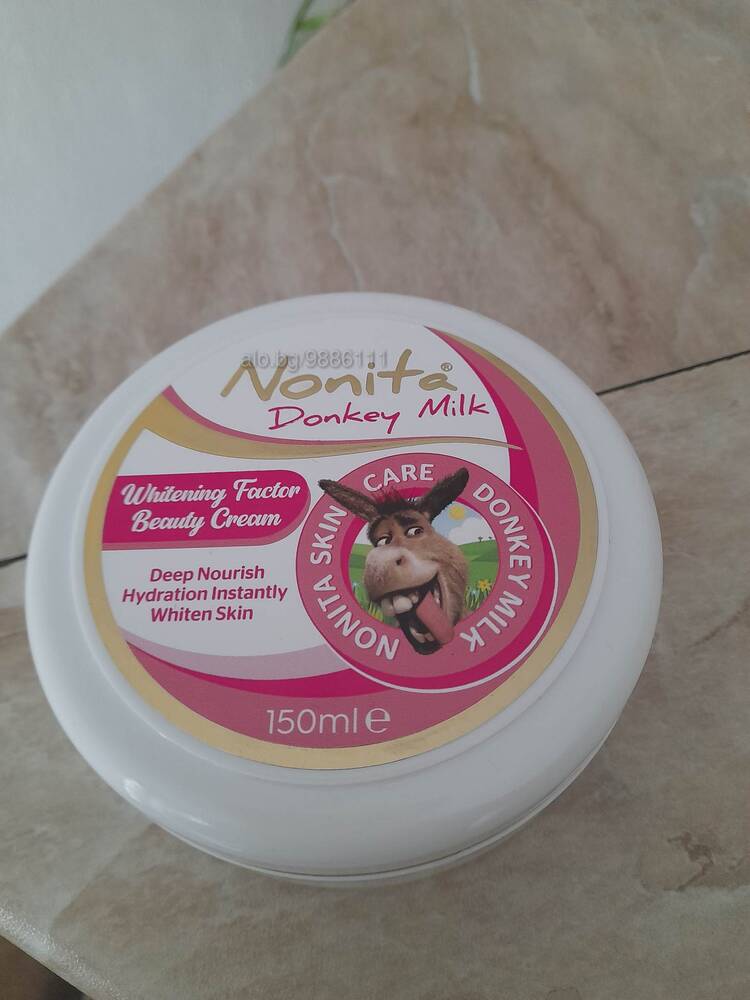 alo.bg/9886111
Nonita®
Donkey Milk
Whitening Factor
Beauty Cream
Deep Nourish
Hydration Instantly
Whiten Skin
NONITA SKIN CARE DONKEY MILK
150ml e